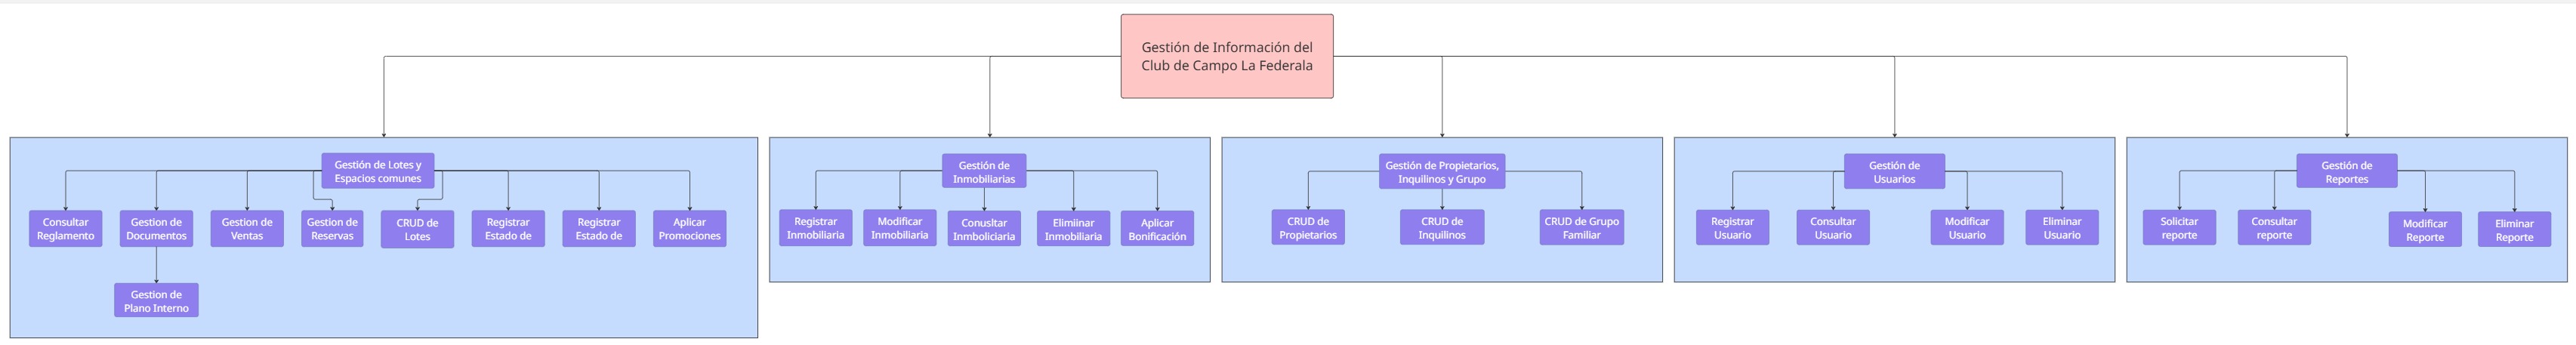 Gestión de Información del
Club de Campo La Federala
Gestión de Lotes y
Espacios comunes
Consultar
Reglamento
Gestion de
Documentos
Gestion de
Ventas
Gestion de
Reservas
CRUD de
Lotes
Registrar
Estado de
Registrar
Estado de
Aplicar
Promociones
Gestion de
Plano Interno
Gestión de
Inmobiliarias
Registrar
Inmobiliaria
Modificar
Inmobiliaria
Conusltar
Inmboliciaria
Elimiinar
Inmobiliaria
Aplicar
Bonificación
Gestión de Propietarios,
Inquilinos y Grupo
CRUD de
Propietarios
CRUD de
Inquilinos
CRUD de Grupo
Familiar
Gestión de
Usuarios
Registrar
Usuario
Consultar
Usuario
Modificar
Usuario
Eliminar
Usuario
Gestión de
Reportes
Solicitar
reporte
Consultar
reporte
Modificar
Reporte
Eliminar
Reporte